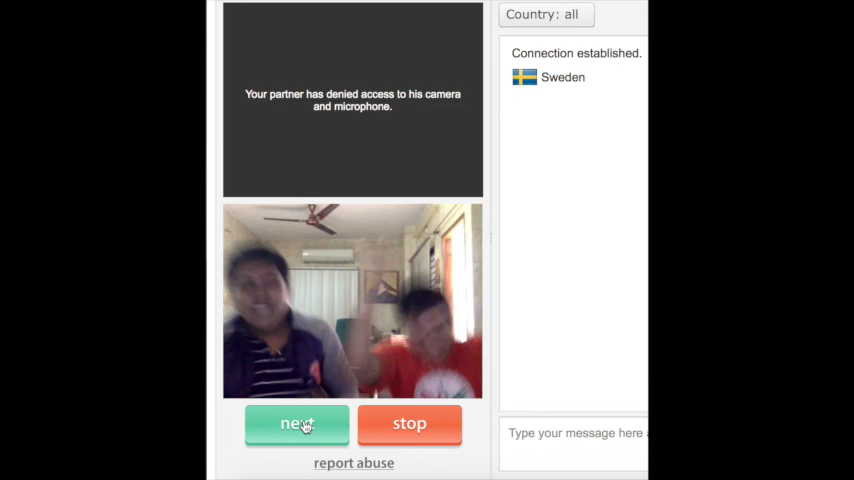 Country: all
Your partner has denied access to his camera
and microphone.
Connection established.
Sweden
next
stop
report abuse
Type your message here